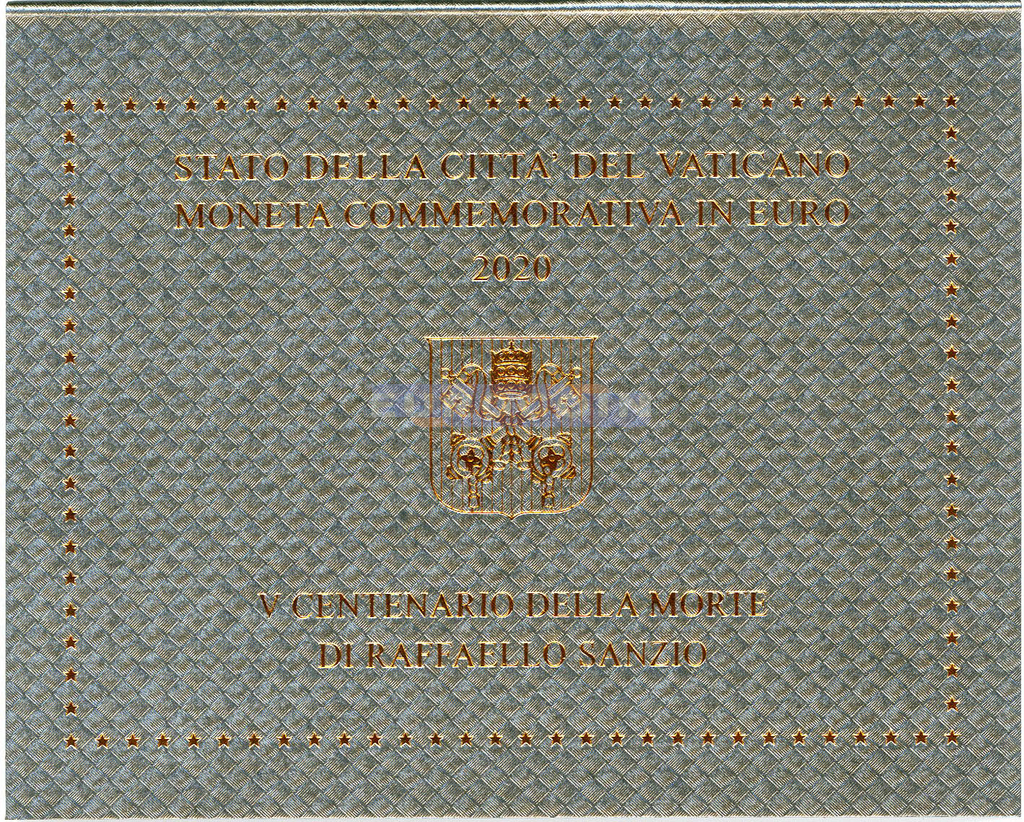 STATO DELLA CITTA' DEL VATICANO
MONETA COMMEMORATIVA IN EURO
2020
V CENTENARIO DELLA MORTE
DI RAFFAELLO SANZIO